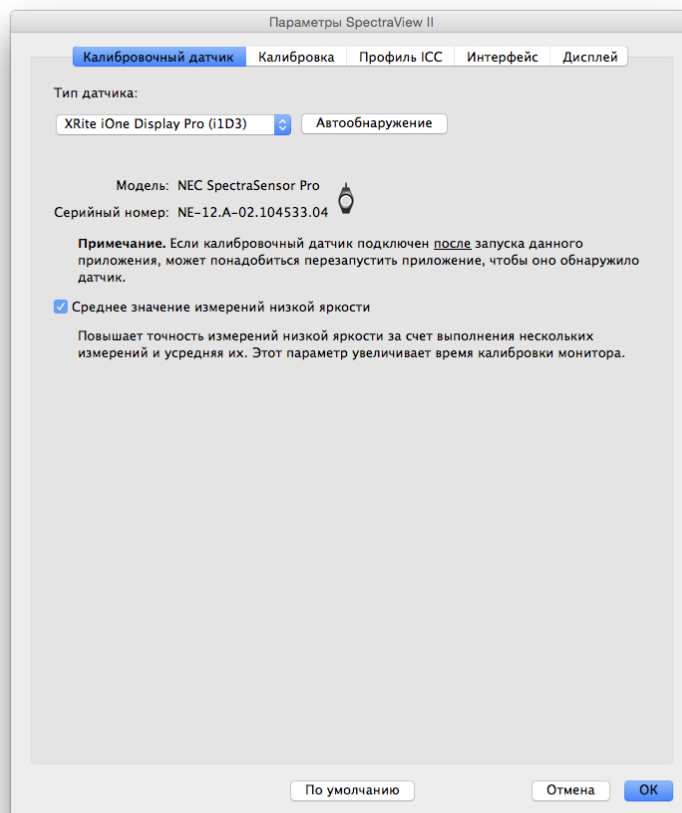 Параметры SpectraView II
Калибровочный датчик Калибровка Профиль ICC Интерфейс Дисплей
Тип датчика:
XRite iOne Display Pro (i1D3) Автообнаружение
Модель: NEC SpectraSensor Pro
Серийный номер: NE-12.A-02.104533.04
Примечание. Если калибровочный датчик подключен после запуска данного
приложения, может понадобиться перезапустить приложение, чтобы оно обнаружило
датчик.
Среднее значение измерений низкой яркости
Повышает точность измерений низкой яркости за счет выполнения нескольких
измерений и усредняя их. Этот параметр увеличивает время калибровки монитора.
По умолчанию Отмена OK